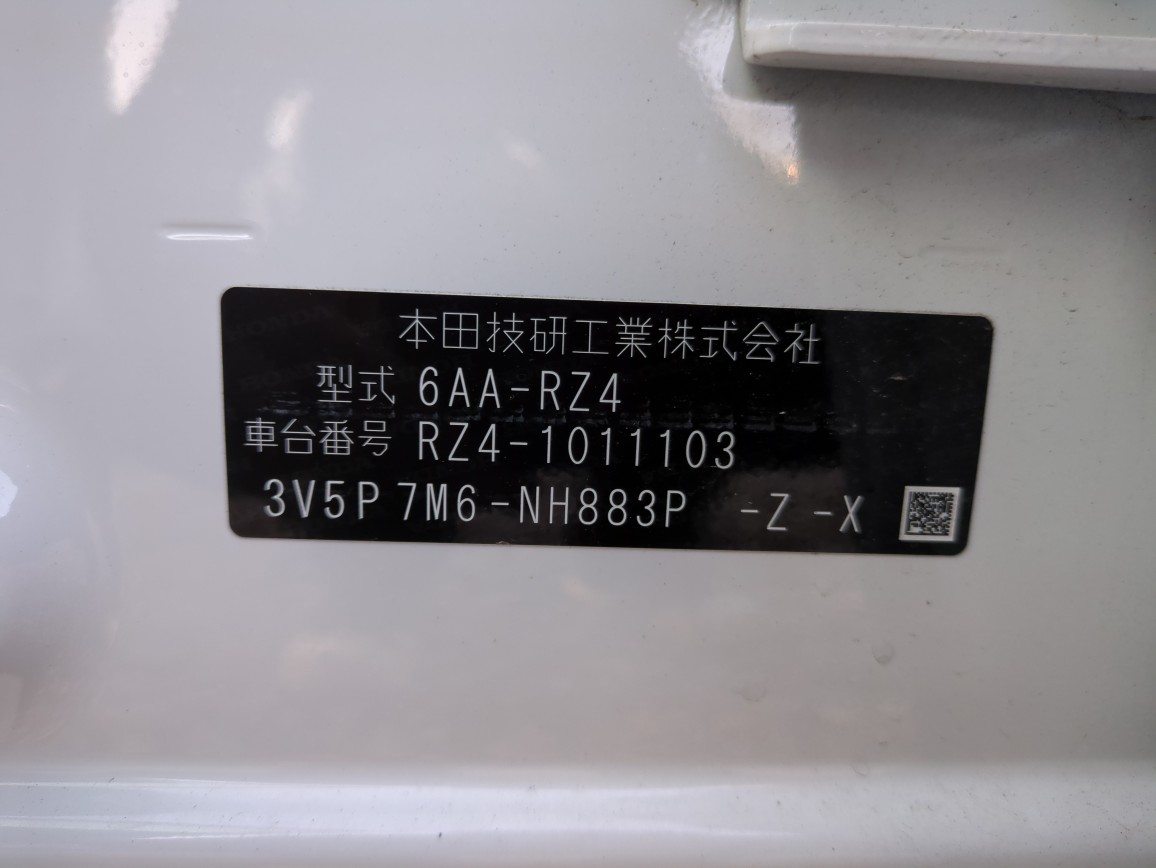 本田技研工業株式会社
型式 6AA-RZ4
車台番号 RZ4-1011103
3V5P 7M6-NH883P -Z -X